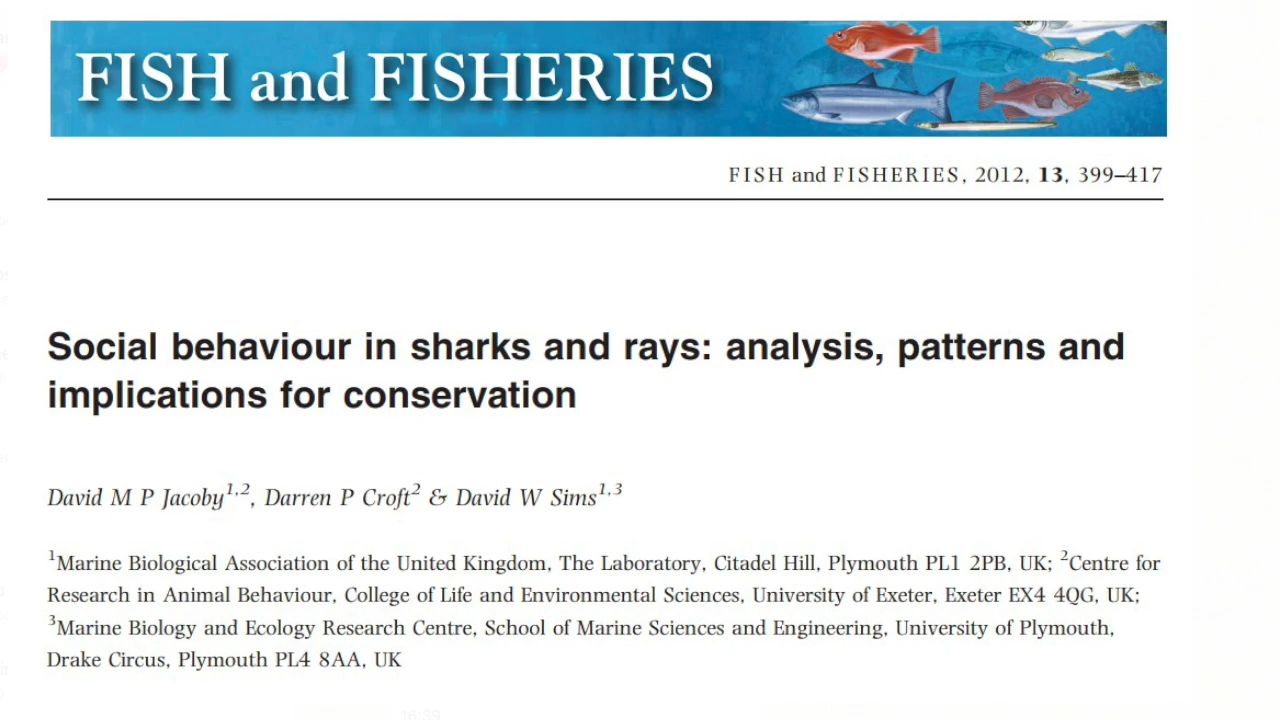 FISH and FISHERIES
FISH and FISHERIES, 2012, 13, 399–417
Social behaviour in sharks and rays: analysis, patterns and
implications for conservation
David M P Jacoby1,2, Darren P Croft2 & David W Sims1,3
1Marine Biological Association of the United Kingdom, The Laboratory, Citadel Hill, Plymouth PL1 2PB, UK; 2Centre for
Research in Animal Behaviour, College of Life and Environmental Sciences, University of Exeter, Exeter EX4 4QG, UK;
3Marine Biology and Ecology Research Centre, School of Marine Sciences and Engineering, University of Plymouth,
Drake Circus, Plymouth PL4 8AA, UK
16:39